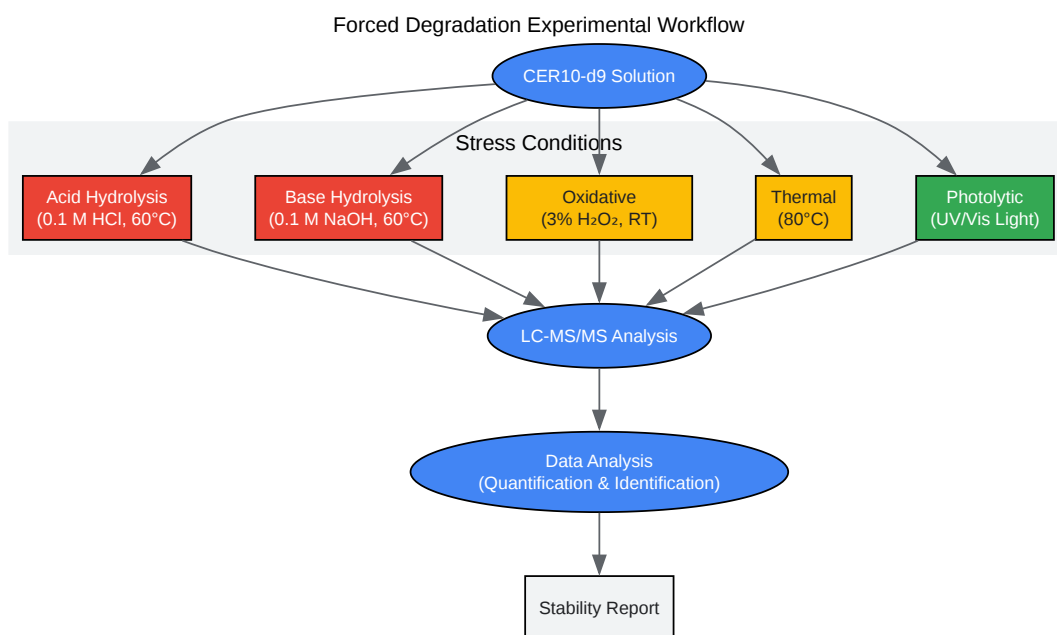 Forced Degradation Experimental Workflow
CER10-d9 Solution
Stress Conditions
Acid Hydrolysis
(0.1 M HCl, 60°C)
Base Hydrolysis
(0.1 M NaOH, 60°C)
Oxidative
(3% H₂O₂, RT)
Thermal
(80°C)
Photolytic
(UV/Vis Light)
LC-MS/MS Analysis
Data Analysis
(Quantification & Identification)
Stability Report